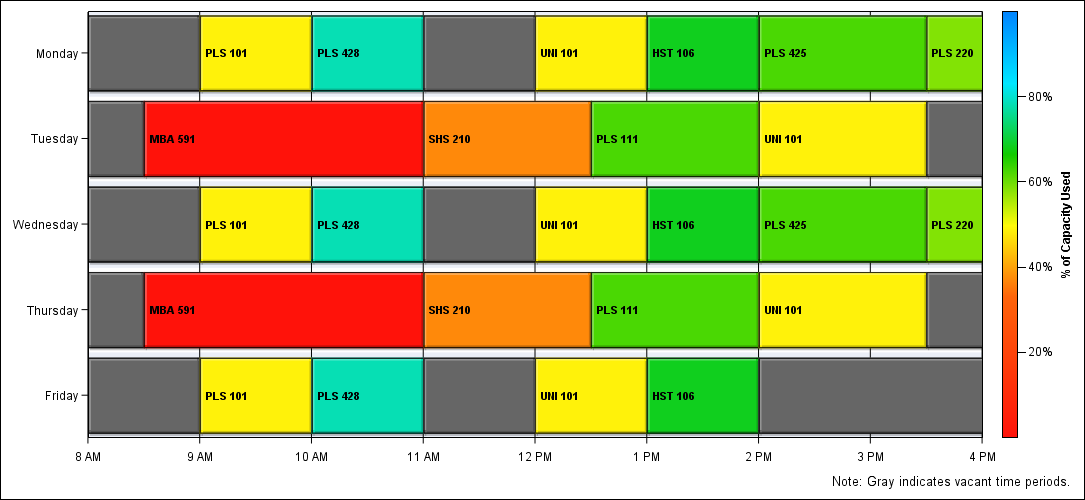 Monday PLS 101 PLS 428 UNI 101 HST 106 PLS 425 PLS 220
80%
Tuesday MBA 591 SHS 210 PLS 111 UNI 101
60%
Wednesday PLS 101 PLS 428 UNI 101 HST 106 PLS 425 PLS 220
% of Capacity Used
40%
Thursday MBA 591 SHS 210 PLS 111 UNI 101
20%
Friday PLS 101 PLS 428 UNI 101 HST 106
8 AM 9 AM 10 AM 11 AM 12 PM 1 PM 2 PM 3 PM 4 PM
Note: Gray indicates vacant time periods.